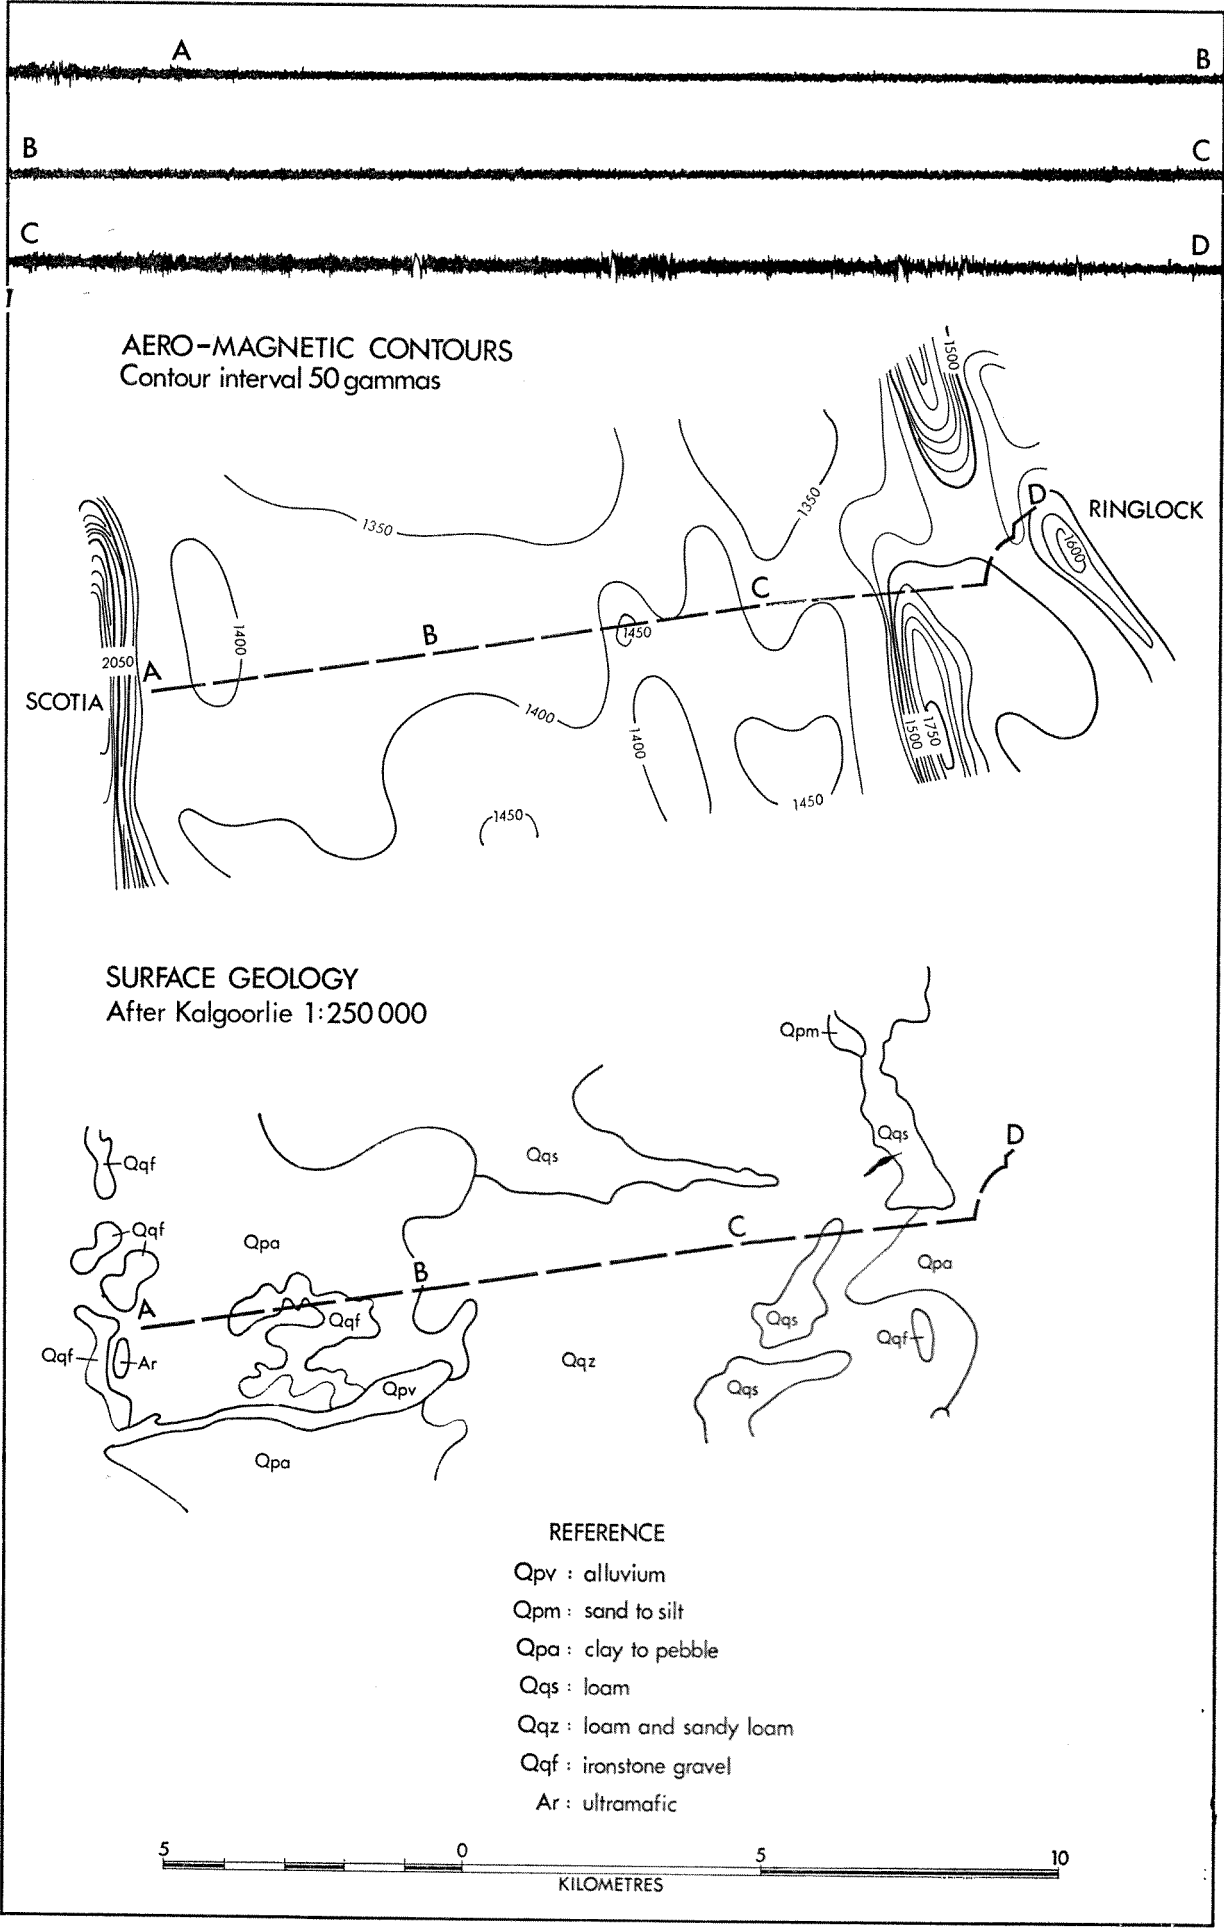 A
B
B
C
C
D
1
AERO-MAGNETIC CONTOURS
Contour interval 50 gammas
1500
1350
1350
D
RINGLOCK
1600
C
1400
B
1450
2050
A
SCOTIA
1400
1400
1500
1750
1450
1450
SURFACE GEOLOGY
After Kalgoorlie 1:250 000
Qpm
Qqs
D
Qqf
Qqs
Qqf
Qpa
C
B
Qpa
A
Qqf
Qqs
Qqf
Qqf
Ar
Qqz
Qpv
Qqs
Qpa
REFERENCE
Qpv : alluvium
Qpm : sand to silt
Qpa : clay to pebble
Qqs : loam
Qqz : loam and sandy loam
Qqf : ironstone gravel
Ar : ultramafic
5 0 5 10
KILOMETRES